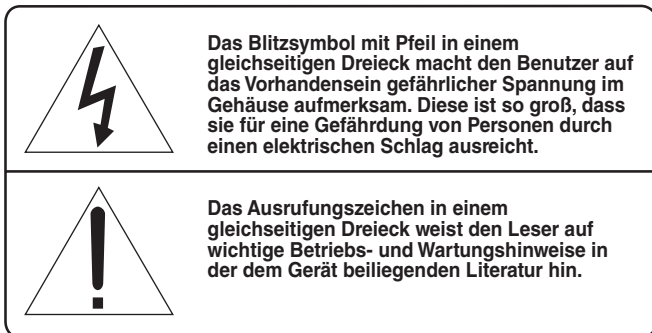 Das Blitzsymbol mit Pfeil in einem
gleichseitigen Dreieck macht den Benutzer auf
das Vorhandensein gefährlicher Spannung im
Gehäuse aufmerksam. Diese ist so groß, dass
sie für eine Gefährdung von Personen durch
einen elektrischen Schlag ausreicht.
Das Ausrufungszeichen in einem
gleichseitigen Dreieck weist den Leser auf
wichtige Betriebs- und Wartungshinweise in
der dem Gerät beiliegenden Literatur hin.